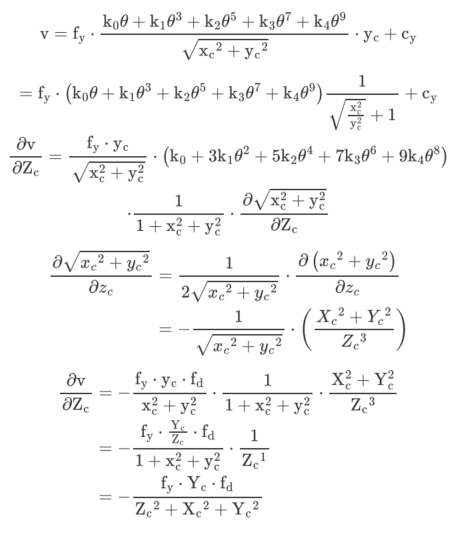 v = f_y · (k_0θ + k_1θ^3 + k_2θ^5 + k_3θ^7 + k_4θ^9) / √(x_c^2 + y_c^2) · y_c + c_y
= f_y · (k_0θ + k_1θ^3 + k_2θ^5 + k_3θ^7 + k_4θ^9) 1 / √(x_c^2/y_c^2 + 1) + c_y
∂v/∂Z_c = f_y · y_c / √(x_c^2 + y_c^2) · (k_0 + 3k_1θ^2 + 5k_2θ^4 + 7k_3θ^6 + 9k_4θ^8)
· 1 / (1 + x_c^2 + y_c^2) · ∂√(x_c^2 + y_c^2) / ∂Z_c
∂√(x_c^2 + y_c^2) / ∂z_c = 1 / (2√(x_c^2 + y_c^2)) · ∂(x_c^2 + y_c^2) / ∂z_c
= − 1 / √(x_c^2 + y_c^2) · ((X_c^2 + Y_c^2) / Z_c^3)
∂v/∂Z_c = − (f_y · y_c · f_d) / (x_c^2 + y_c^2) · 1 / (1 + x_c^2 + y_c^2) · (X_c^2 + Y_c^2) / Z_c^3
= − (f_y · Y_c/Z_c · f_d) / (1 + x_c^2 + y_c^2) · 1 / Z_c^1
= − (f_y · Y_c · f_d) / (Z_c^2 + X_c^2 + Y_c^2)